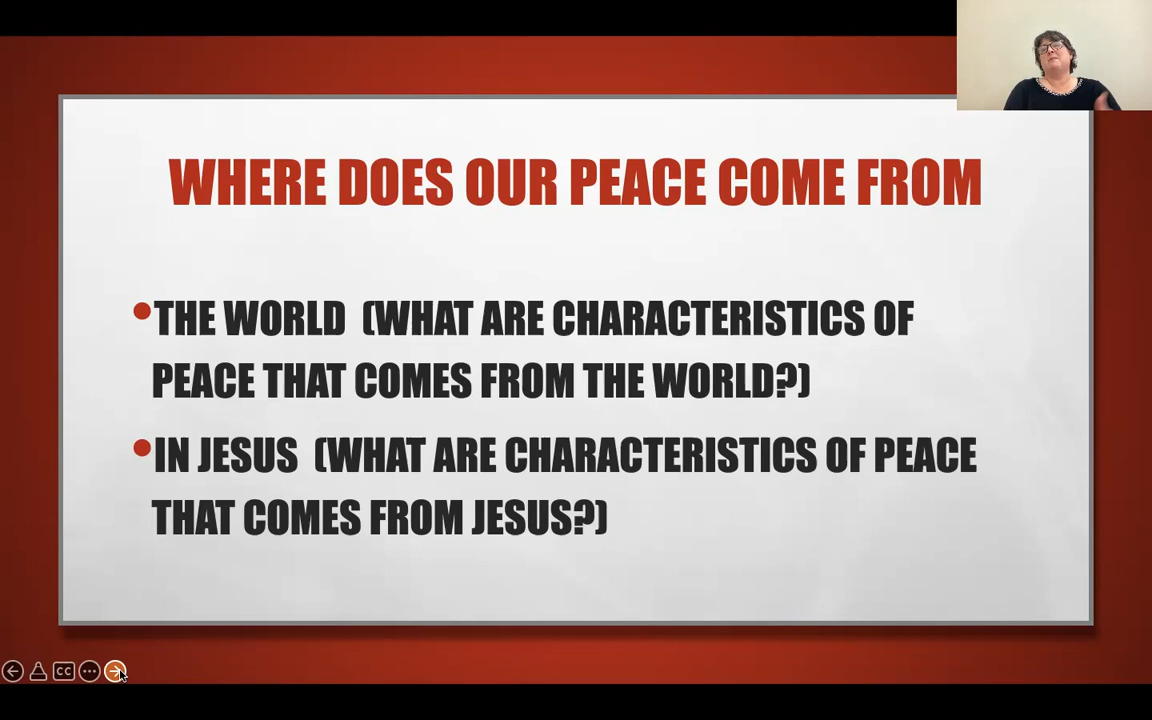 WHERE DOES OUR PEACE COME FROM
•THE WORLD (WHAT ARE CHARACTERISTICS OF
PEACE THAT COMES FROM THE WORLD?)
•IN JESUS (WHAT ARE CHARACTERISTICS OF PEACE
THAT COMES FROM JESUS?)
CC